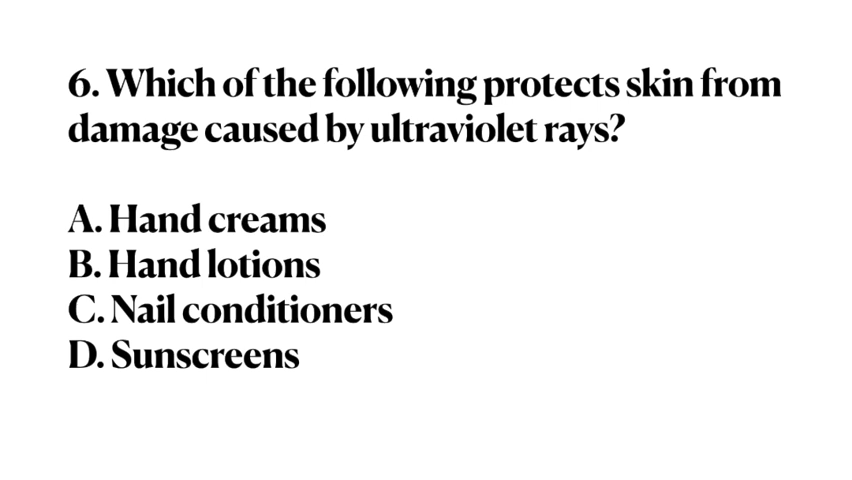 6. Which of the following protects skin from
damage caused by ultraviolet rays?
A. Hand creams
B. Hand lotions
C. Nail conditioners
D. Sunscreens